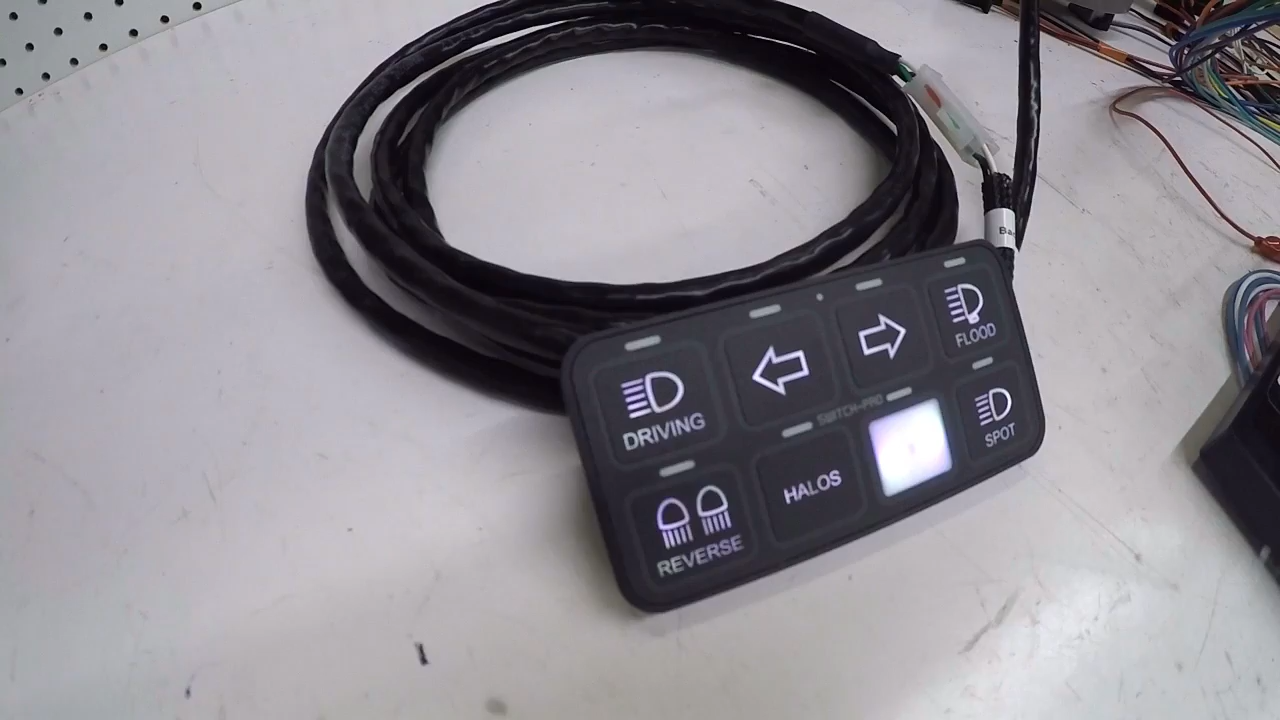 DRIVING
FLOOD
SWITCH-PRO
REVERSE
HALOS
SPOT